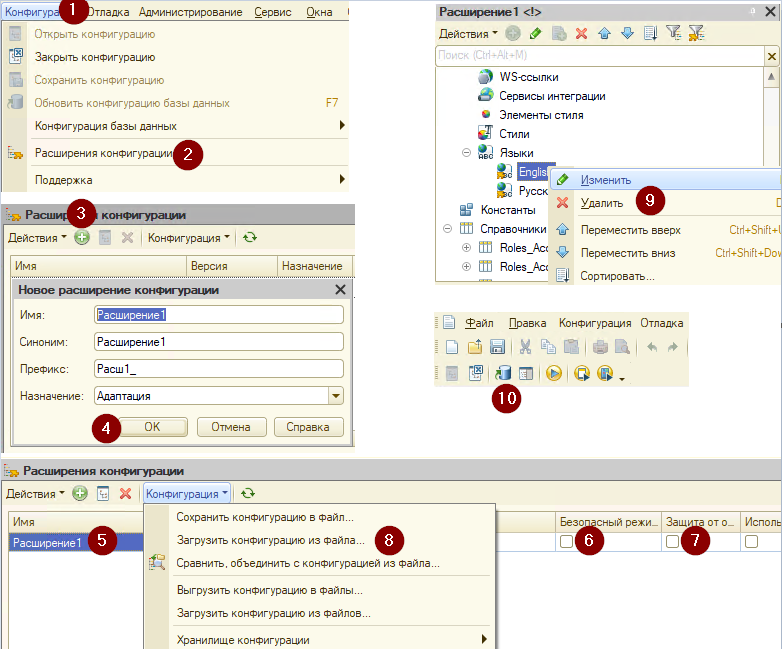 Конфигура
1
Отладка
Администрирование
Сервис
Окна
Открыть конфигурацию
Закрыть конфигурацию
Сохранить конфигурацию
Обновить конфигурацию базы данных F7
Конфигурация базы данных
Расширения конфигурации 2
Поддержка
3
Расши я конфигурации
Действия Конфигурация
Имя Версия Назначение
Новое расширение конфигурации
Имя: Расширение1
Синоним: Расширение1
Префикс: Расш1_
Назначение: Адаптация
4 OK Отмена Справка
Расширение1 <!>
Действия
Поиск (Ctrl+Alt+M)
WS-ссылки
Сервисы интеграции
Элементы стиля
Стили
Языки
Englis
Русск
Константы
Справочники
Roles_Acc
Roles_Acc
Изменить
Удалить 9
Переместить вверх Ctrl+Shift+U
Переместить вниз Ctrl+Shift+Dow
Сортировать...
Файл Правка Конфигурация Отладка
10
Расширения конфигурации
Действия Конфигурация
Имя
Безопасный режи... Защита от о... Исполь
Расширение1 5
6 7
Сохранить конфигурацию в файл...
Загрузить конфигурацию из файла... 8
Сравнить, объединить с конфигурацией из файла...
Выгрузить конфигурацию в файлы...
Загрузить конфигурацию из файлов...
Хранилище конфигурации